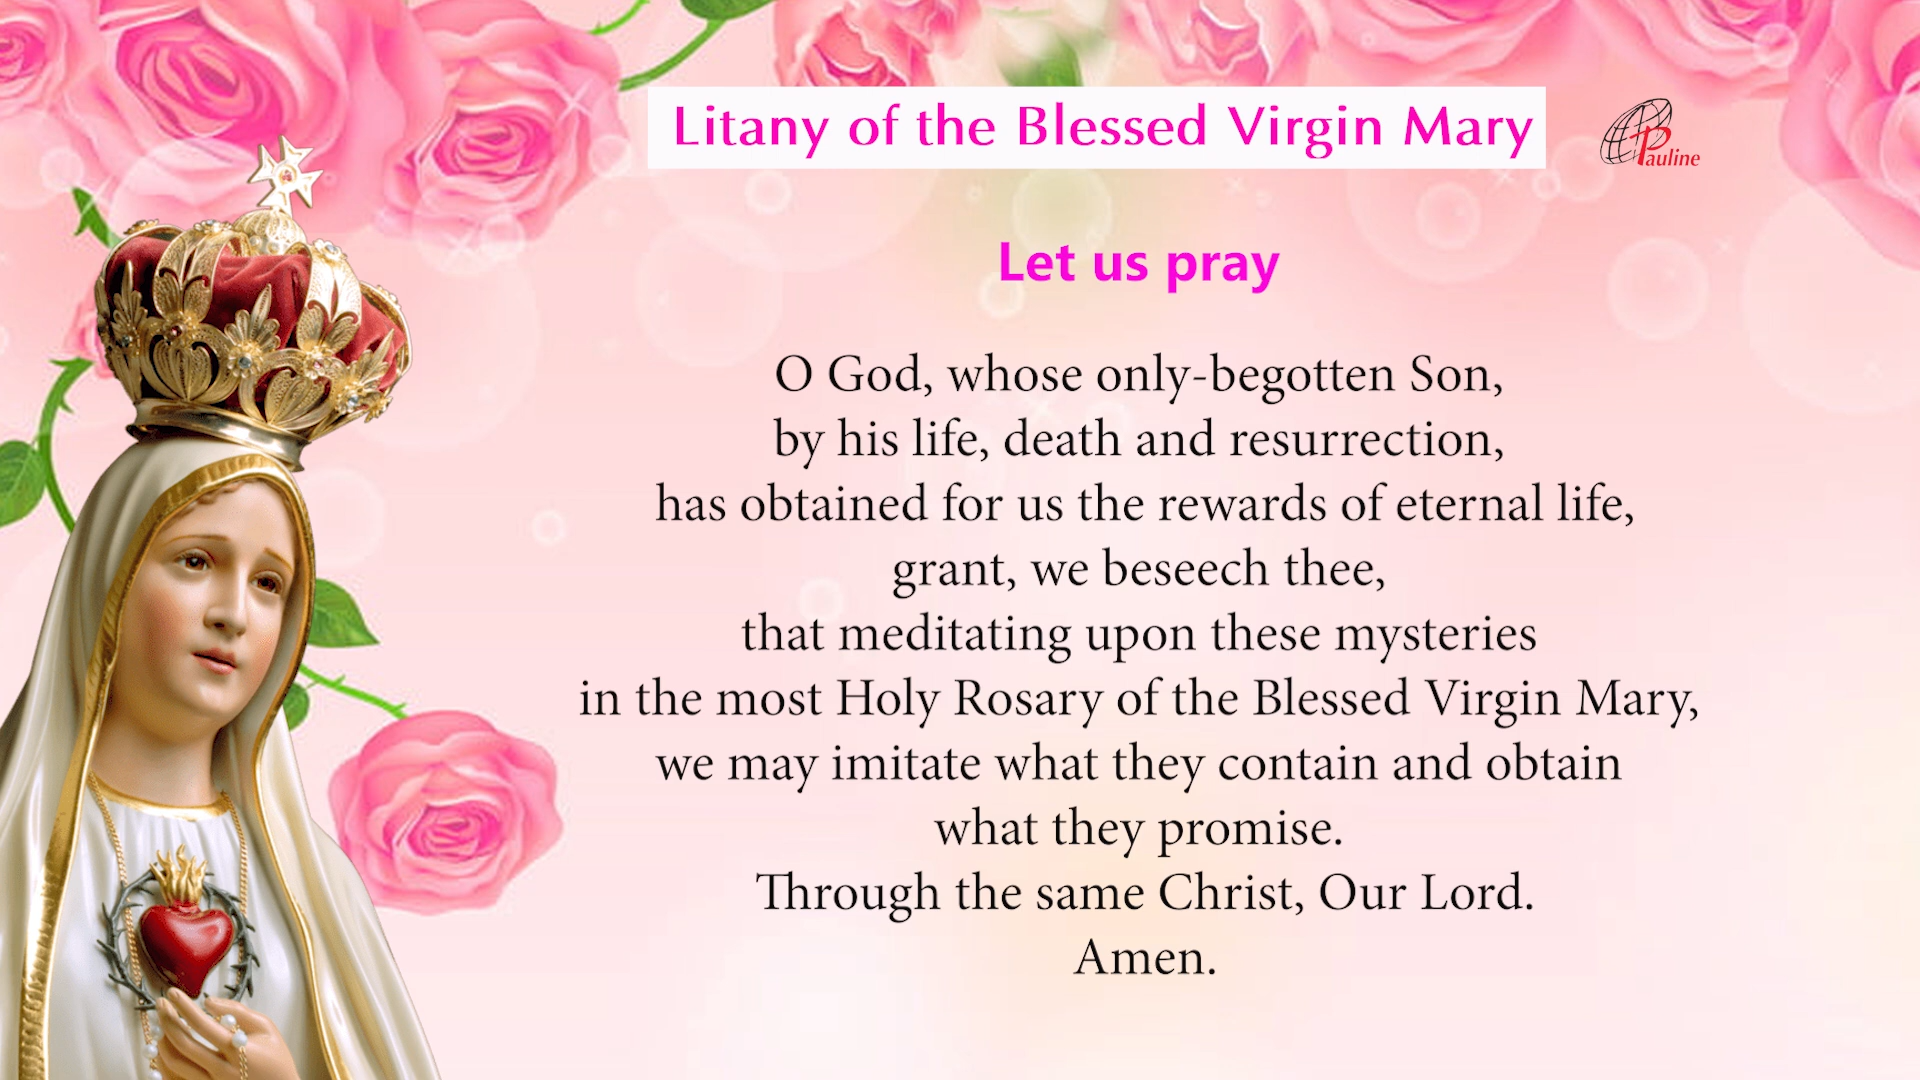 Litany of the Blessed Virgin Mary
Pauline
Let us pray
O God, whose only-begotten Son,
by his life, death and resurrection,
has obtained for us the rewards of eternal life,
grant, we beseech thee,
that meditating upon these mysteries
in the most Holy Rosary of the Blessed Virgin Mary,
we may imitate what they contain and obtain
what they promise.
Through the same Christ, Our Lord.
Amen.